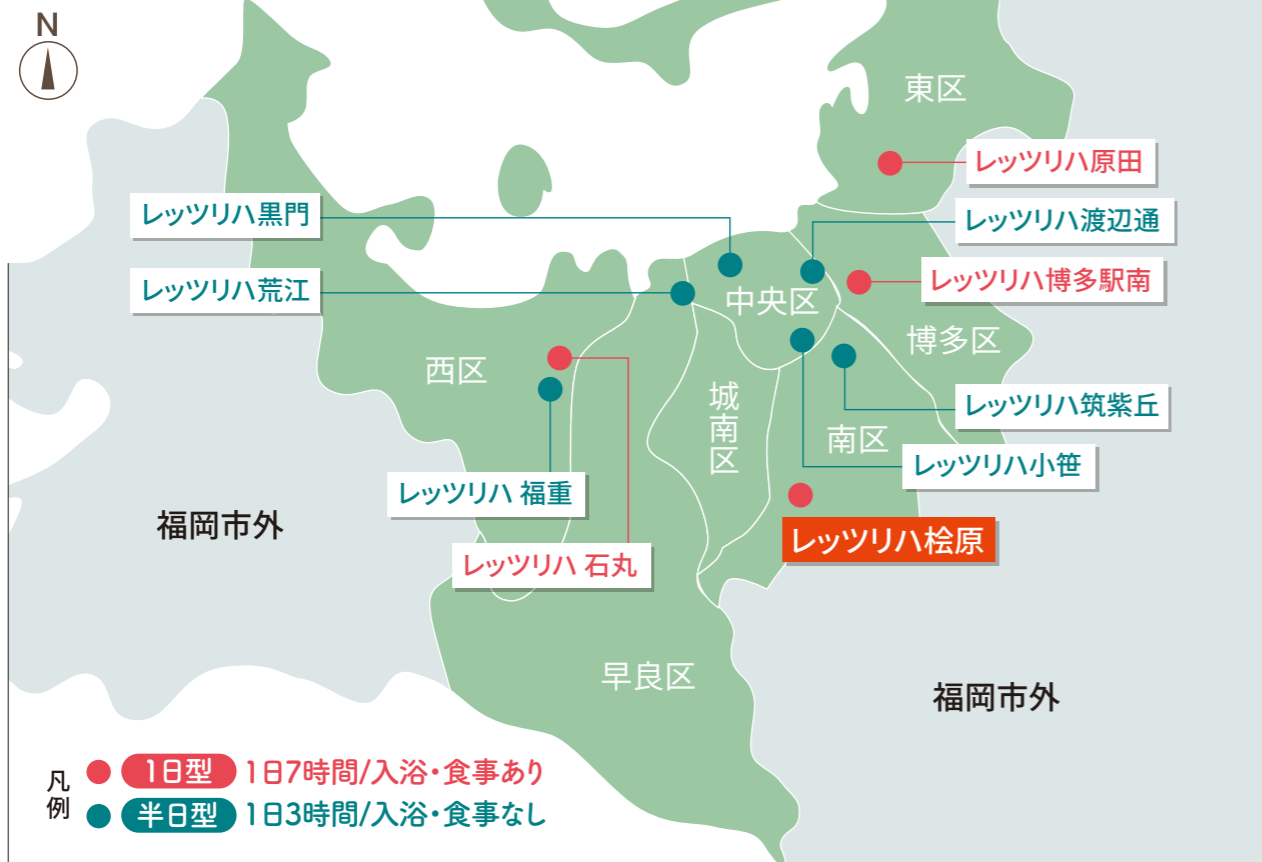 N
東区
レッツリハ原田
レッツリハ黒門
レッツリハ渡辺通
レッツリハ荒江
レッツリハ博多駅南
中央区
博多区
西区
城南区
レッツリハ筑紫丘
南区
レッツリハ小笹
レッツリハ 福重
福岡市外
レッツリハ桧原
レッツリハ 石丸
早良区
福岡市外
凡例
1日型 1日7時間/入浴・食事あり
半日型 1日3時間/入浴・食事なし